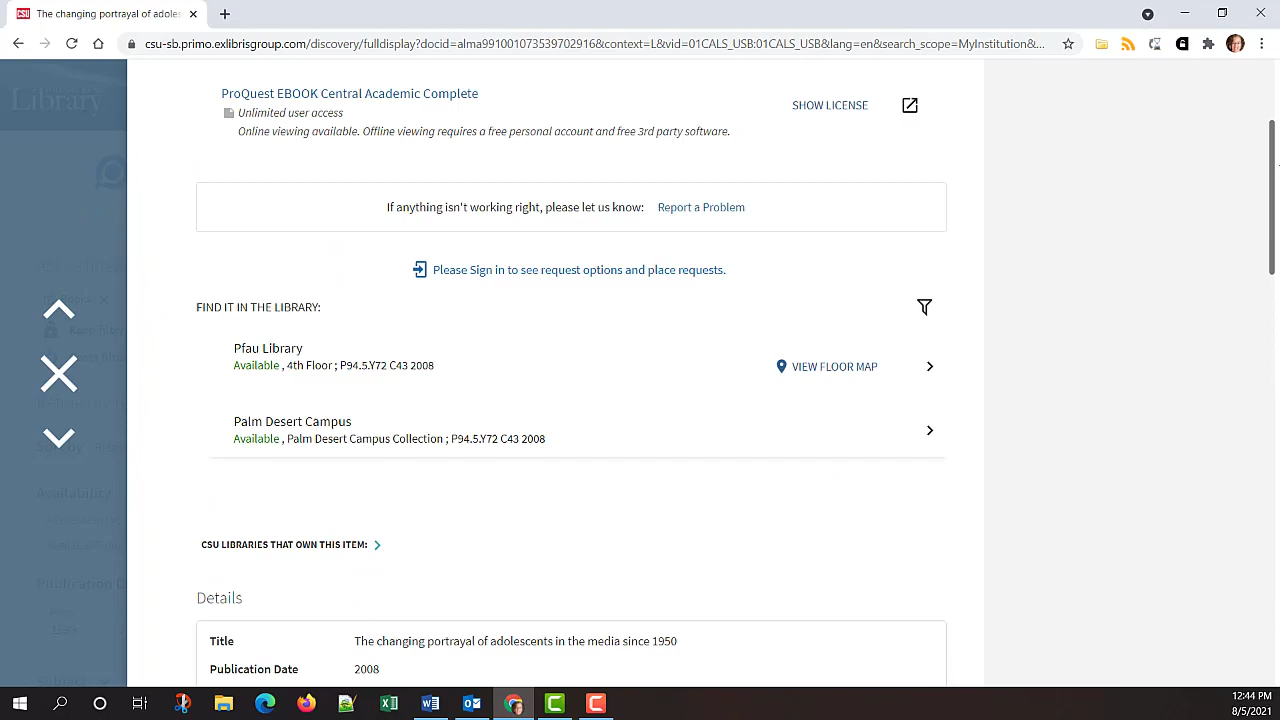 The changing portrayal of adoles
csu-sb.primo.exlibrisgroup.com/discovery/fulldisplay?docid=alma991001073539702916&context=L&vid=01CALS_USB:01CALS_USB&lang=en&search_scope=MyInstitution&...
Library
ProQuest EBOOK Central Academic Complete
Unlimited user access
SHOW LICENSE
Online viewing available. Offline viewing requires a free personal account and free 3rd party software.
If anything isn't working right, please let us know: Report a Problem
Please Sign in to see request options and place requests.
FIND IT IN THE LIBRARY:
Pfau Library
Available , 4th Floor ; P94.5.Y72 C43 2008
VIEW FLOOR MAP
Palm Desert Campus
Available , Palm Desert Campus Collection ; P94.5.Y72 C43 2008
Sort by
Availability
CSU LIBRARIES THAT OWN THIS ITEM:
Publication D
Details
Title The changing portrayal of adolescents in the media since 1950
Publication Date 2008
12:44 PM
8/5/2021